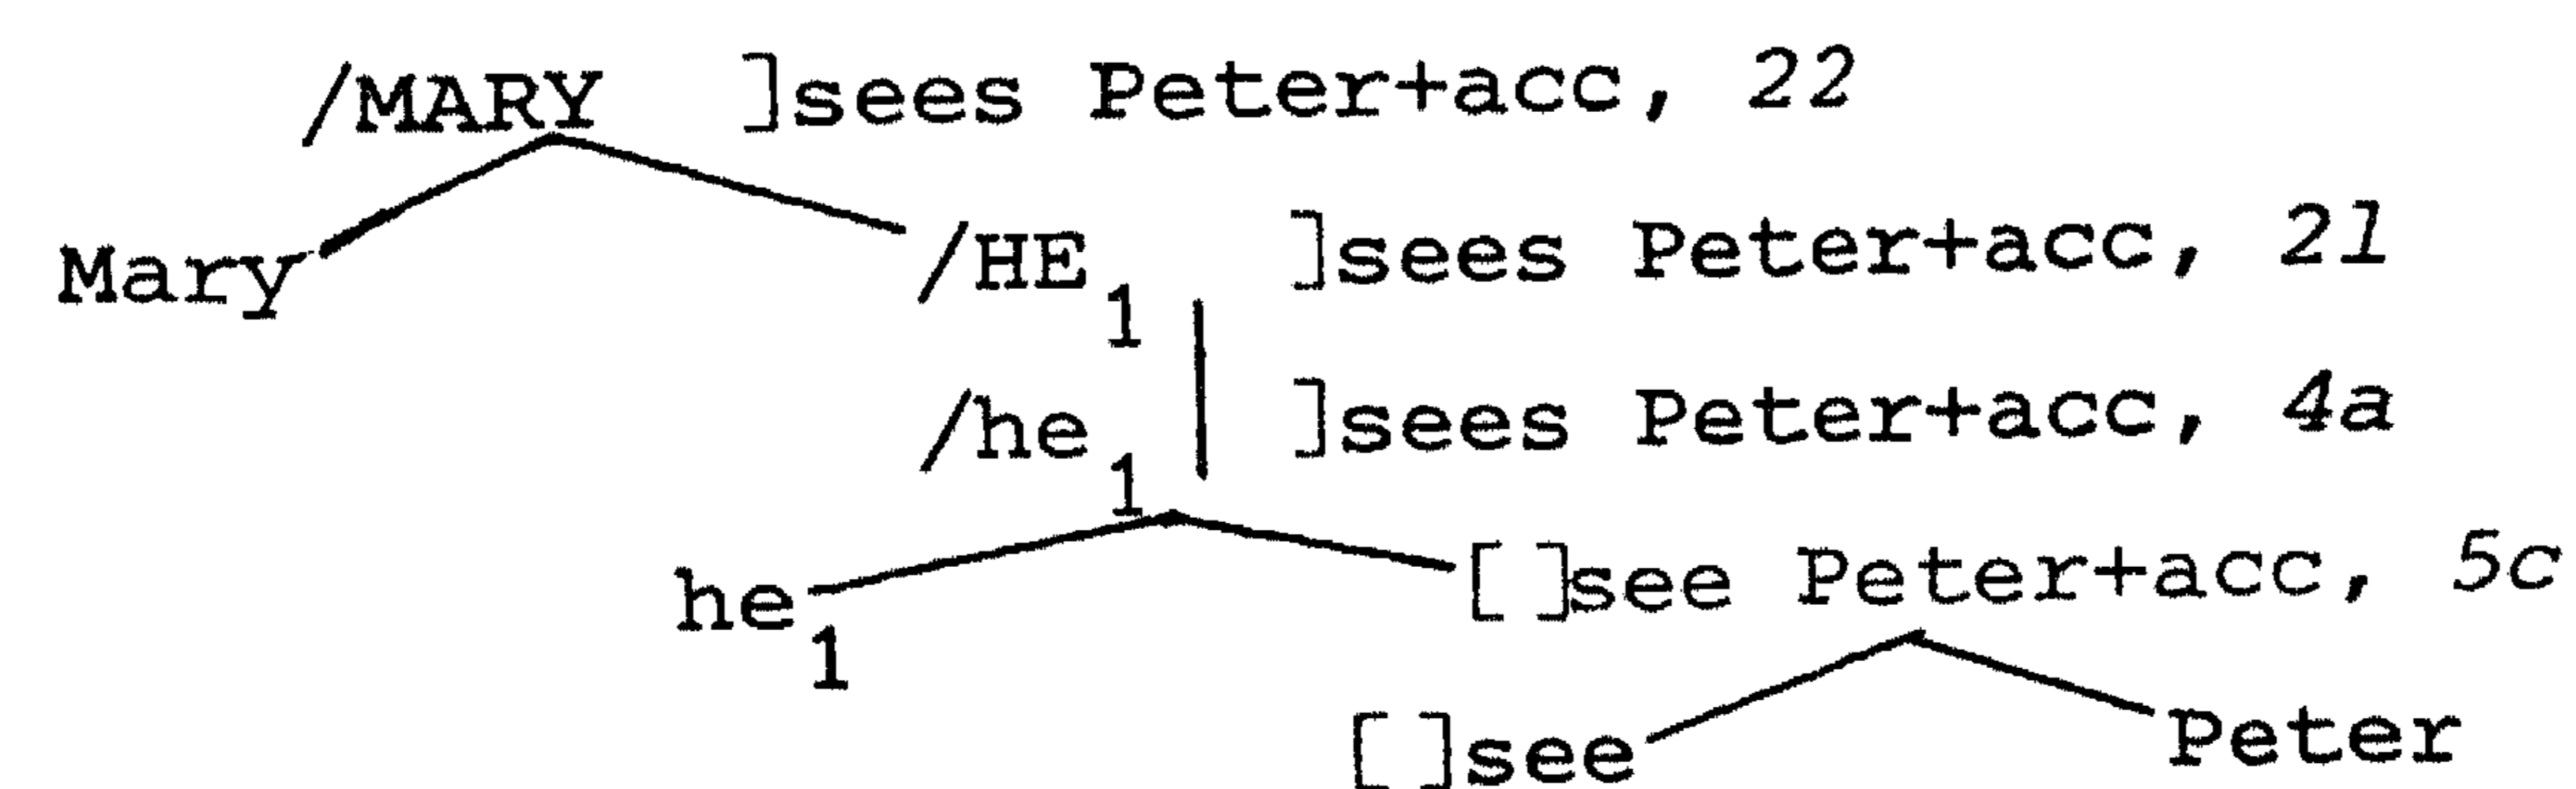 /MARY ]sees Peter+acc, 22
Mary /HE1 ]sees Peter+acc, 21
/he1 ]sees Peter+acc, 4a
he1 [ ]see Peter+acc, 5c
[ ]see Peter